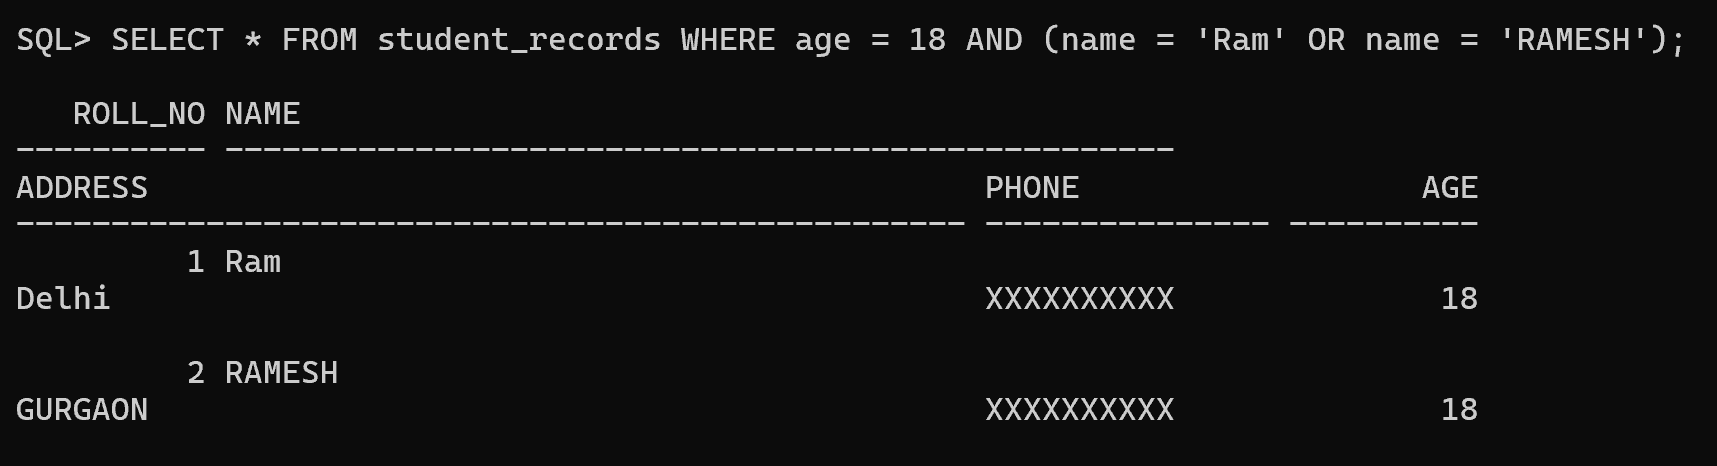 SQL> SELECT * FROM student_records WHERE age = 18 AND (name = 'Ram' OR name = 'RAMESH');
   ROLL_NO NAME
---------- --------------------------------------------------
ADDRESS                                            PHONE                  AGE
-------------------------------------------------- --------------- ----------
         1 Ram
Delhi                                              XXXXXXXXXX              18
         2 RAMESH
GURGAON                                            XXXXXXXXXX              18